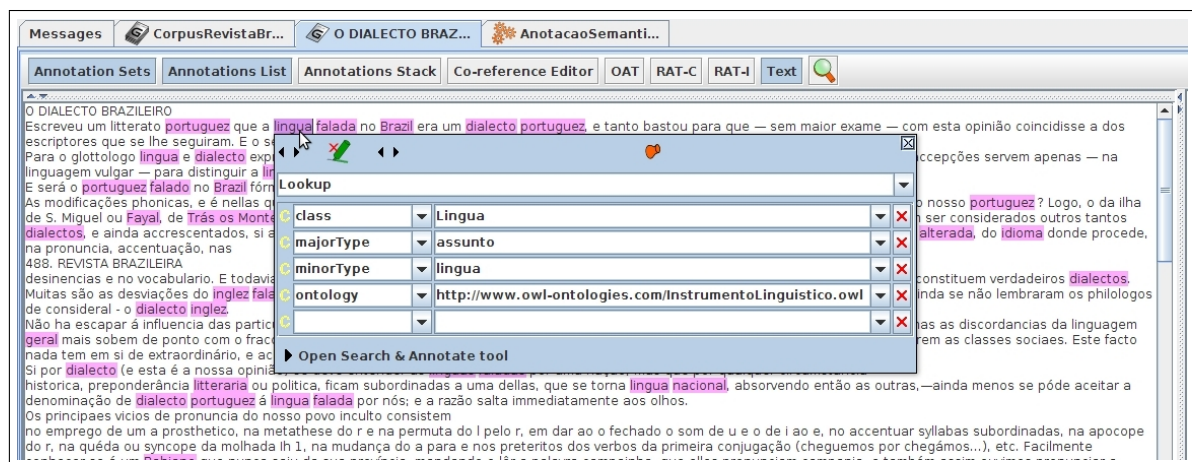 Messages CorpusRevistaBr... O DIALECTO BRAZ... AnotacaoSemanti...
Annotation Sets Annotations List Annotations Stack Co-reference Editor OAT RAT-C RAT-I Text
O DIALECTO BRAZILEIRO
Escreveu um litterato portuguez que a lingua falada no Brazil era um dialecto portuguez, e tanto bastou para que — sem maior exame — com esta opinião coincidisse a dos
escriptores que se lhe seguiram. E o
Para o glottologo lingua e dialecto accepções servem apenas — na
linguagem vulgar — para distinguir a
E será o portuguez falado no Brazil
As modificações phonicas, e é nellas nosso portuguez ? Logo, o da ilha
de S. Miguel ou Fayal, de Trás os ser considerados outros tantos
dialectos, e ainda accrescentados, si alterada, do idioma donde procede,
na pronuncia, accentuação, nas
488. REVISTA BRAZILEIRA
desinencias e no vocabulario. E constituem verdadeiros dialectos.
Muitas são as desviações do inglez se não lembraram os philologos
de consideral - o dialecto inglez.
Não ha escapar á influencia das as discordancias da linguagem
geral mais sobem de ponto com o as classes sociaes. Este facto
nada tem em si de extraordinário, e
Si por dialecto (e esta é a nossa
historica, preponderância litteraria ou politica, ficam subordinadas a uma dellas, que se torna lingua nacional, absorvendo então as outras,—ainda menos se póde aceitar a
denominação de dialecto portuguez á lingua falada por nós; e a razão salta immediatamente aos olhos.
Os principaes vicios de pronuncia do nosso povo inculto consistem
no emprego de um a prosthetico, na metathese do r e na permuta do l pelo r, em dar ao o fechado o som de u e o de i ao e, no accentuar syllabas subordinadas, na apocope
do r, na quéda ou syncope da molhada lh 1, na mudança do a para e nos preteritos dos verbos da primeira conjugação (cheguemos por chegámos...), etc. Facilmente
Lookup
C class Lingua
C majorType assunto
C minorType lingua
C ontology http://www.owl-ontologies.com/InstrumentoLinguistico.owl
C
Open Search & Annotate tool